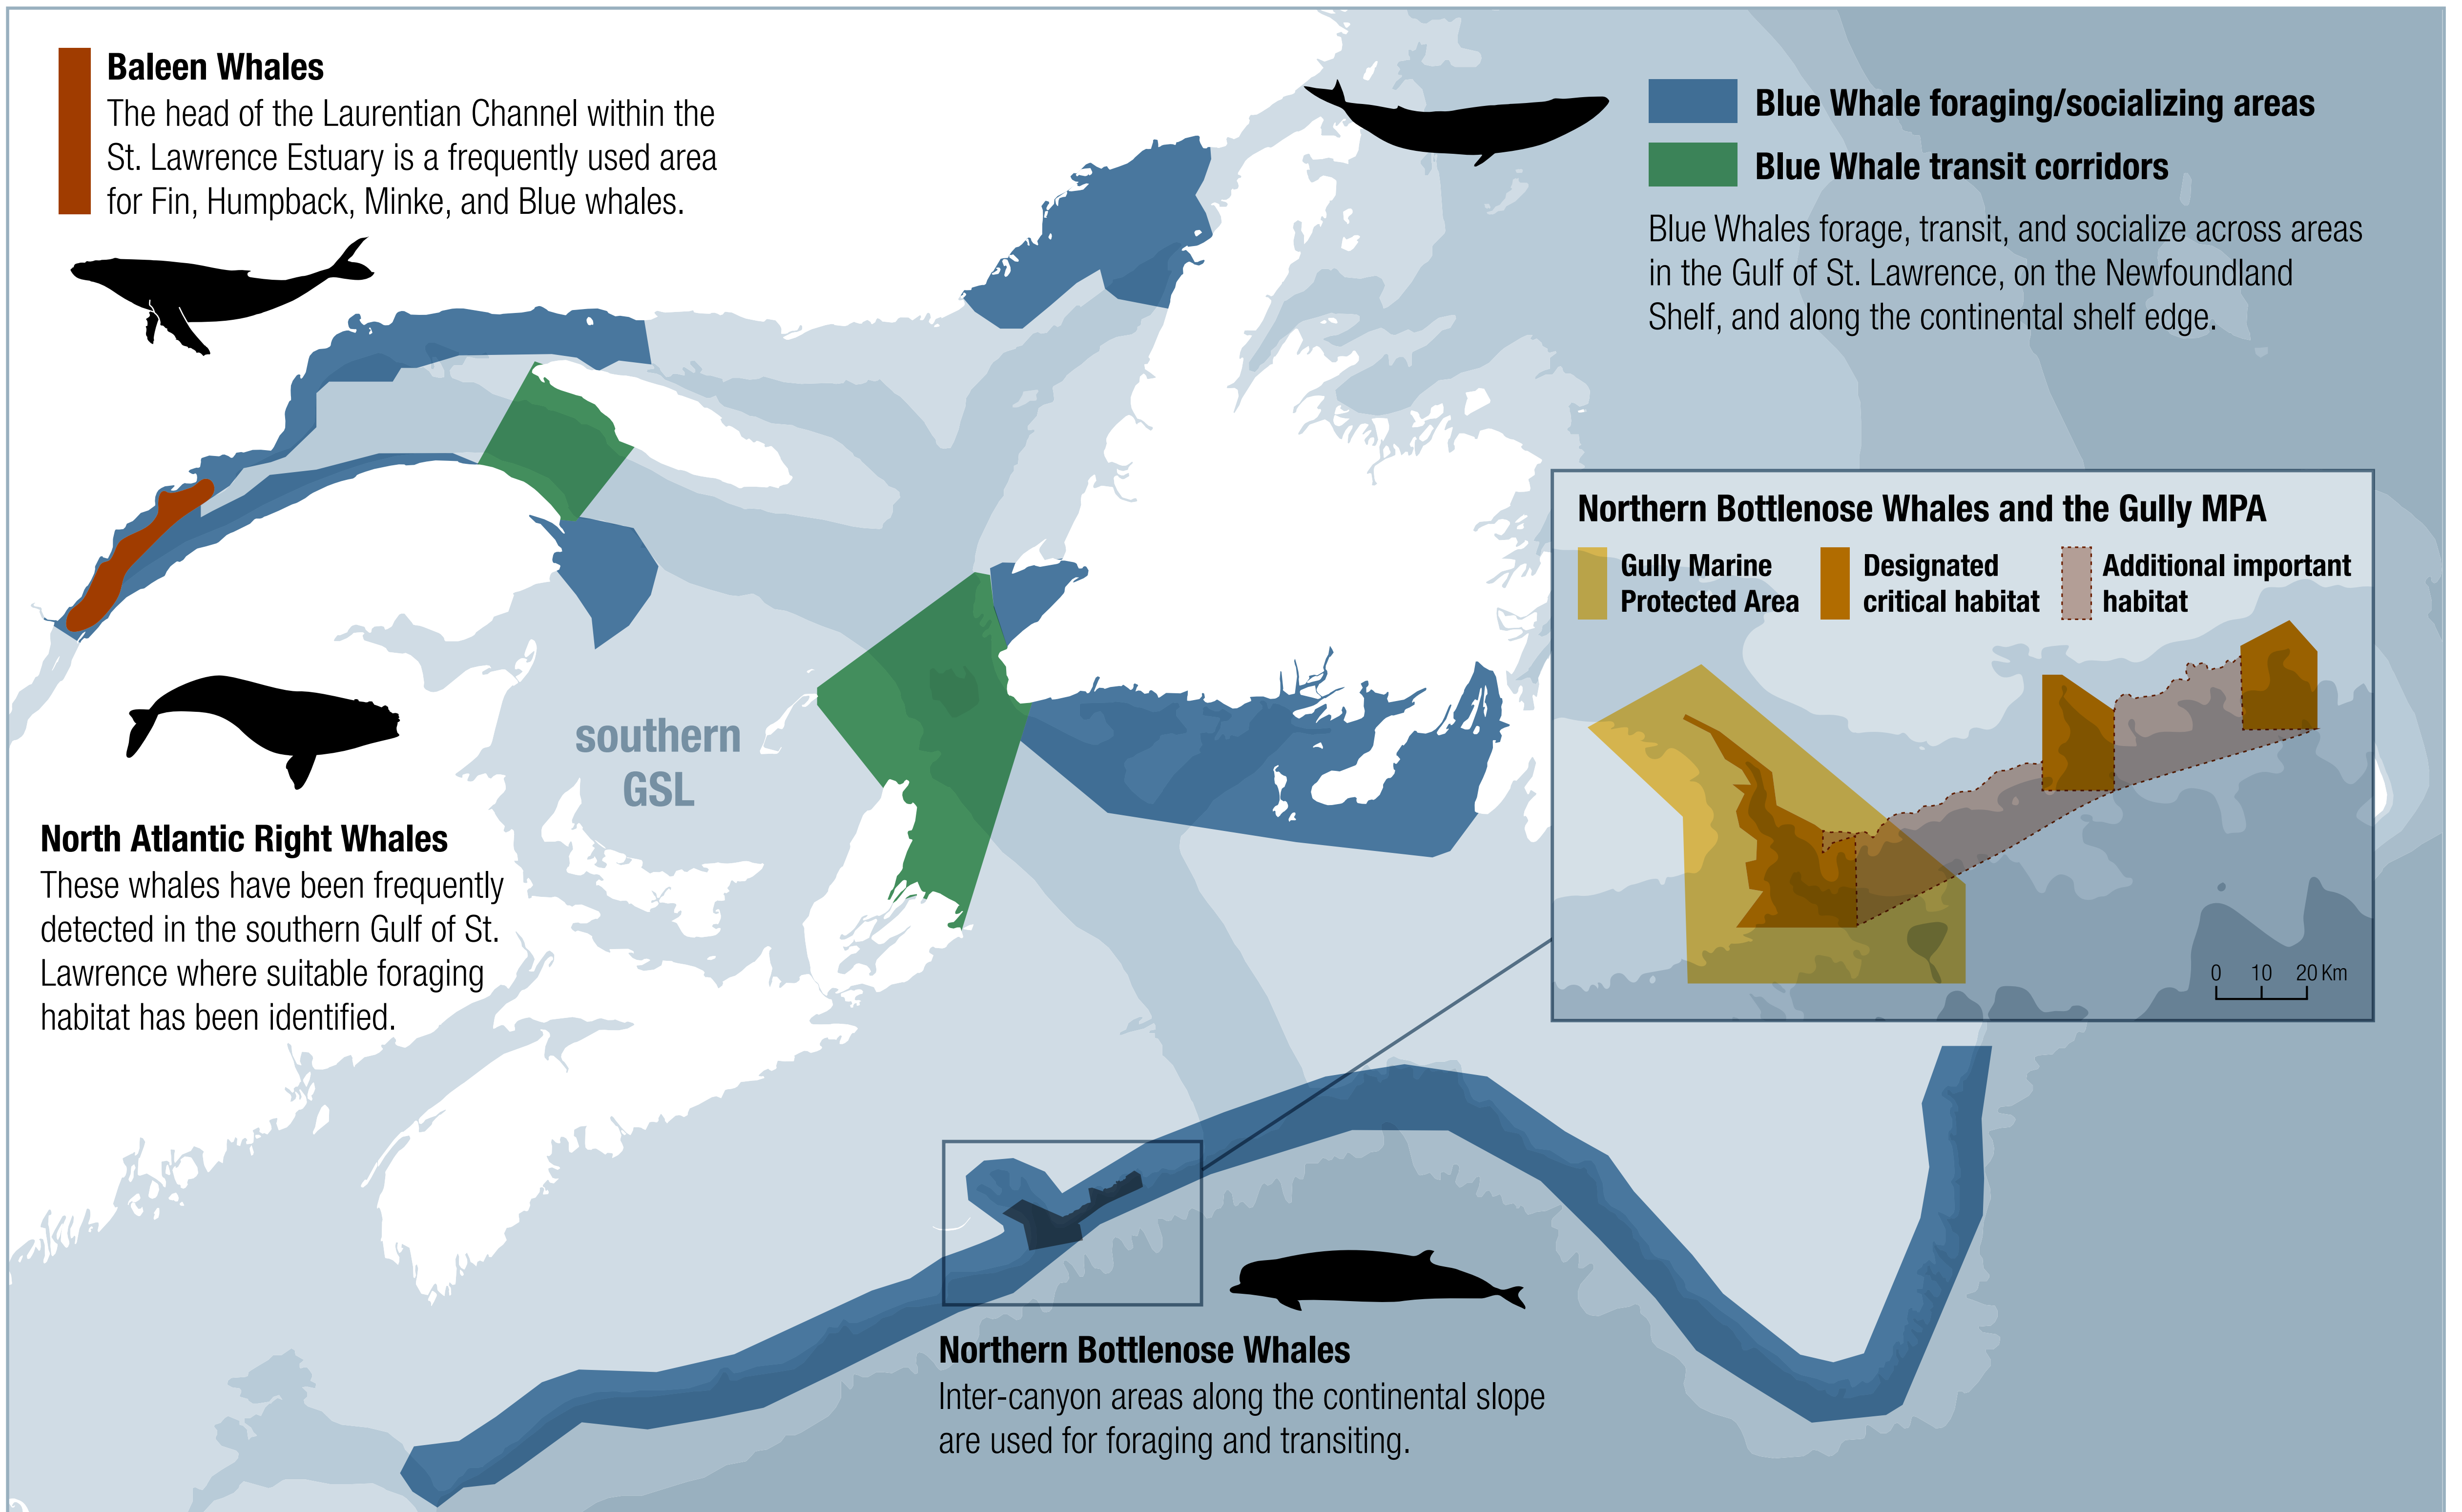 Baleen Whales
The head of the Laurentian Channel within the
St. Lawrence Estuary is a frequently used area
for Fin, Humpback, Minke, and Blue whales.
Blue Whale foraging/socializing areas
Blue Whale transit corridors
Blue Whales forage, transit, and socialize across areas
in the Gulf of St. Lawrence, on the Newfoundland
Shelf, and along the continental shelf edge.
Northern Bottlenose Whales and the Gully MPA
Gully Marine
Protected Area
Designated
critical habitat
Additional important
habitat
0 10 20 Km
southern
GSL
North Atlantic Right Whales
These whales have been frequently
detected in the southern Gulf of St.
Lawrence where suitable foraging
habitat has been identified.
Northern Bottlenose Whales
Inter-canyon areas along the continental slope
are used for foraging and transiting.